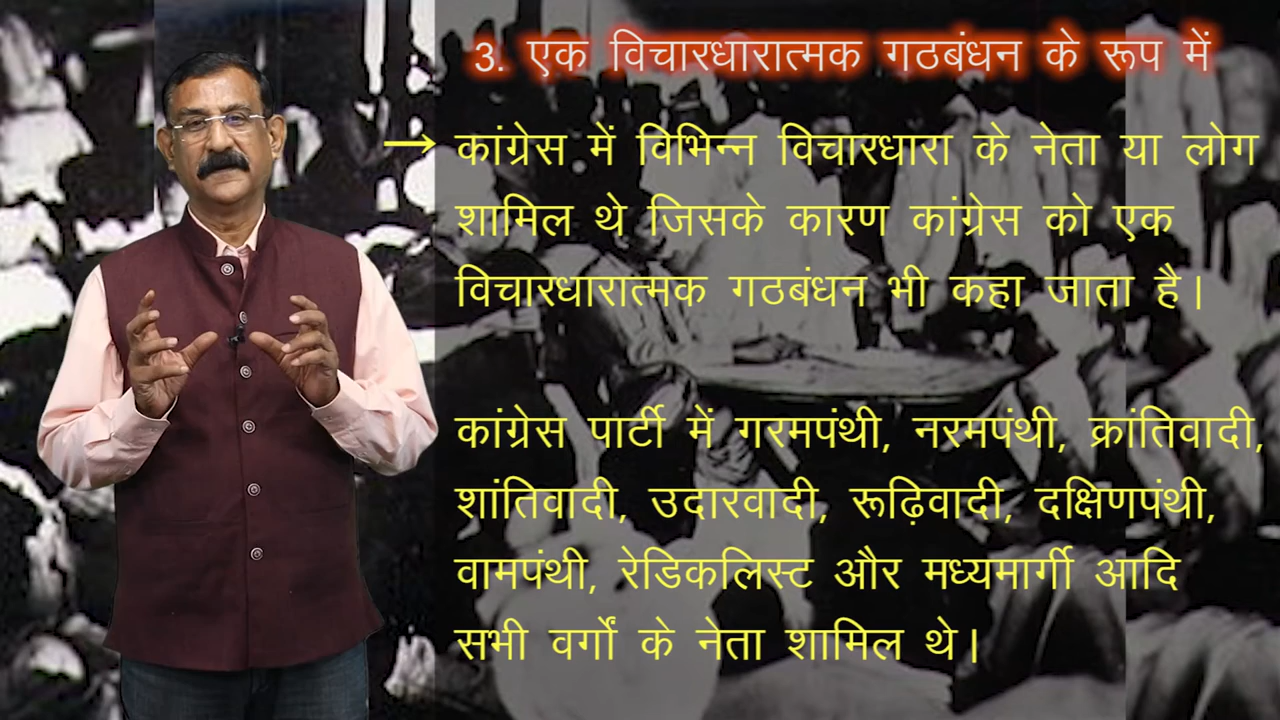 3. एक विचारधारात्मक गठबंधन के रूप में
→ कांग्रेस में विभिन्न विचारधारा के नेता या लोग
शामिल थे जिसके कारण कांग्रेस को एक
विचारधारात्मक गठबंधन भी कहा जाता है।
कांग्रेस पार्टी में गरमपंथी, नरमपंथी, क्रांतिवादी,
शांतिवादी, उदारवादी, रूढ़िवादी, दक्षिणपंथी,
वामपंथी, रेडिकलिस्ट और मध्यमार्गी आदि
सभी वर्गों के नेता शामिल थे।